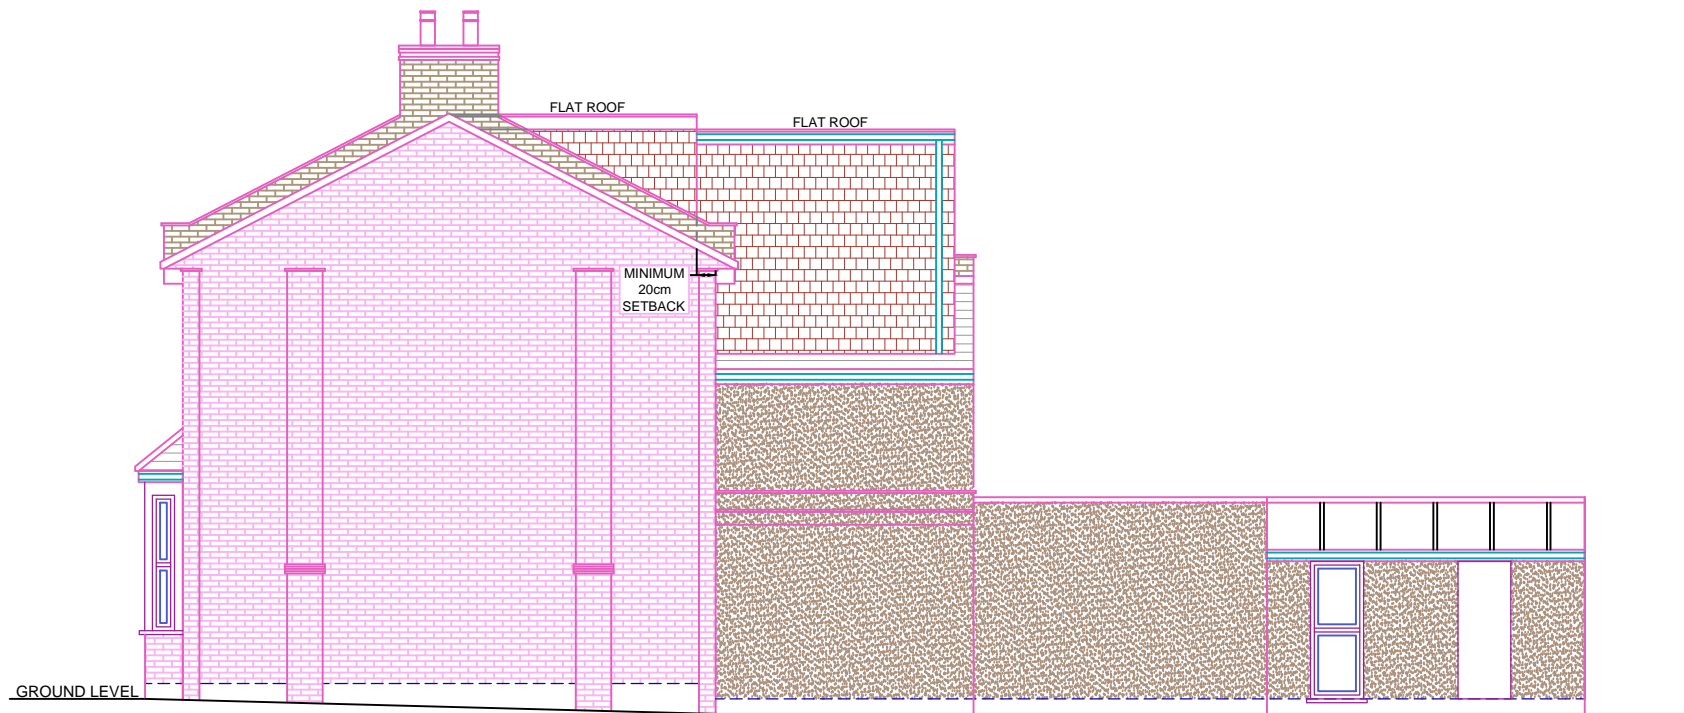 FLAT ROOF
FLAT ROOF
MINIMUM
20cm
SETBACK
GROUND LEVEL